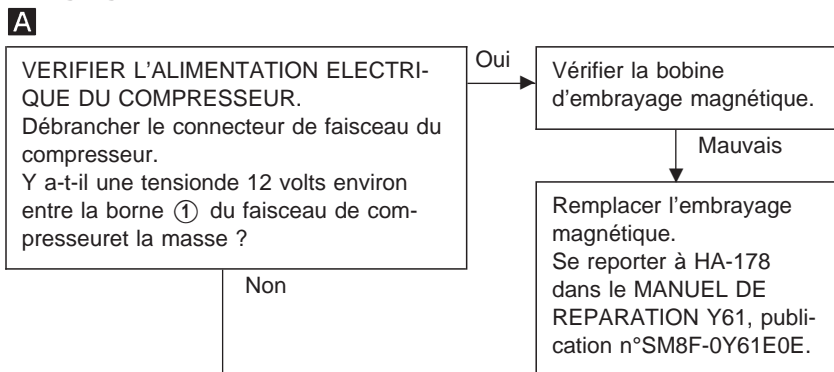 A
VERIFIER L'ALIMENTATION ELECTRI-
QUE DU COMPRESSEUR.
Débrancher le connecteur de faisceau du
compresseur.
Y a-t-il une tensionde 12 volts environ
entre la borne ① du faisceau de com-
presseuret la masse ?
Oui
Vérifier la bobine
d'embrayage magnétique.
Mauvais
Remplacer l'embrayage
magnétique.
Se reporter à HA-178
dans le MANUEL DE
REPARATION Y61, publi-
cation n°SM8F-0Y61E0E.
Non